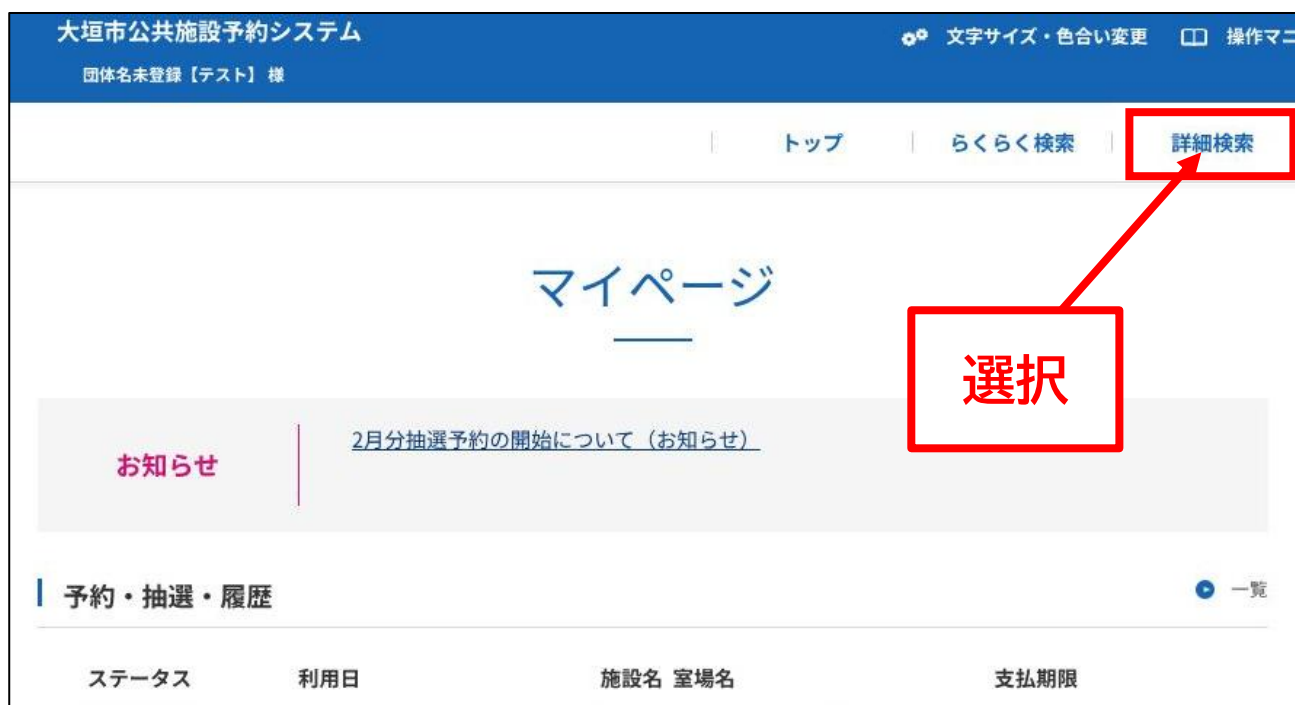 大垣市公共施設予約システム
文字サイズ・色合い変更 操作マニ
団体名未登録【テスト】 様
トップ らくらく検索 詳細検索
マイページ
選択
2月分抽選予約の開始について（お知らせ）
お知らせ
予約・抽選・履歴 一覧
ステータス 利用日 施設名 室場名 支払期限